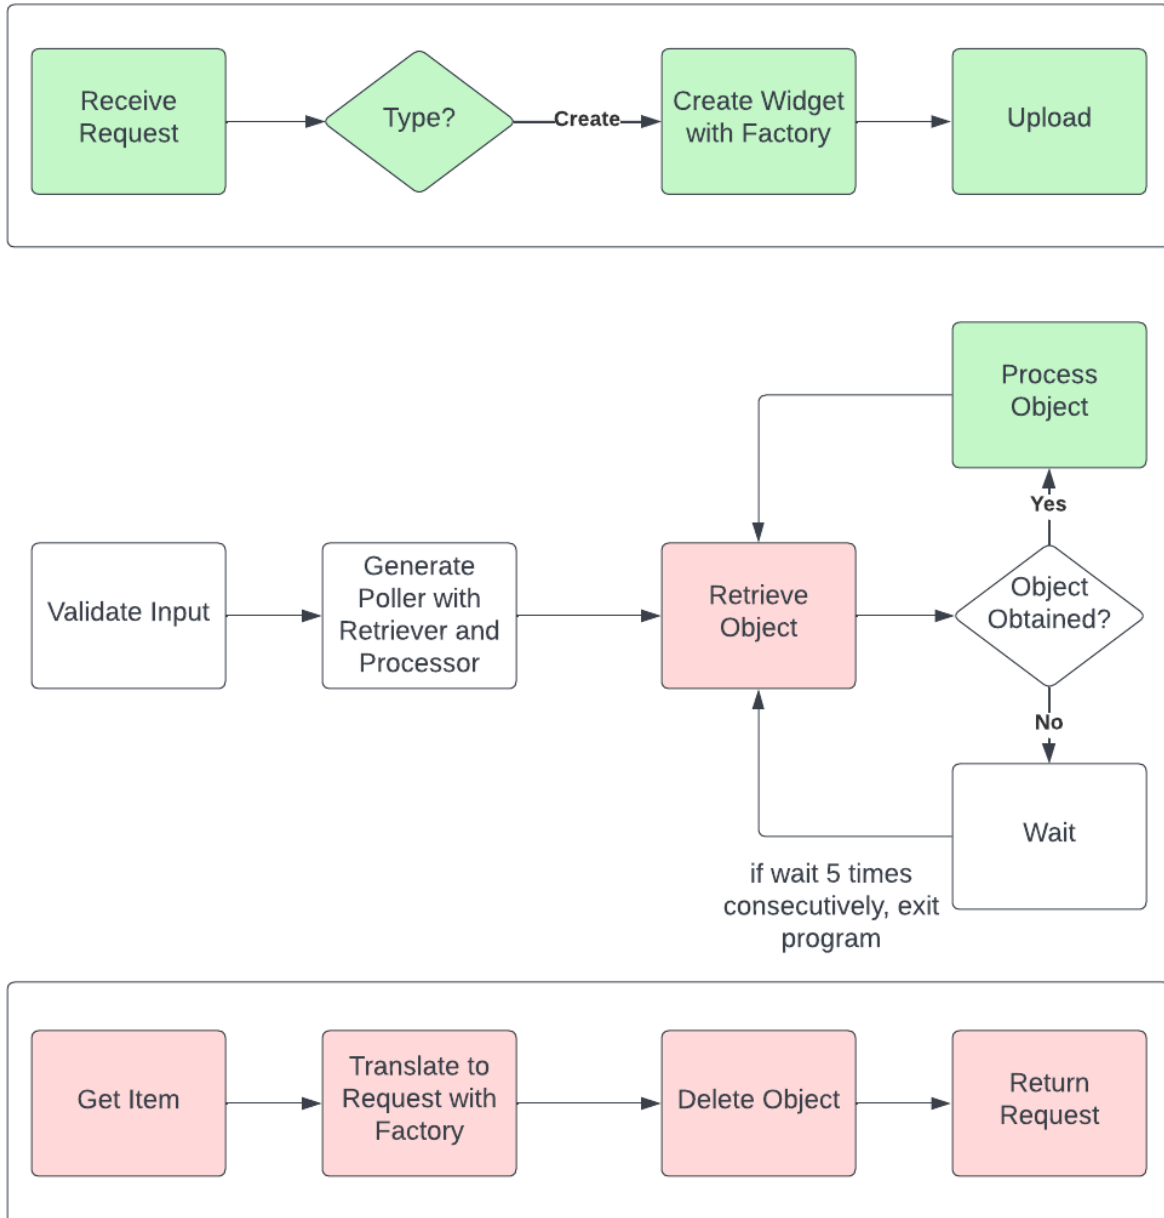 Receive
Request
Type?
Create
Create Widget
with Factory
Upload
Process
Object
Yes
Validate Input
Generate
Poller with
Retriever and
Processor
Retrieve
Object
Object
Obtained?
No
Wait
if wait 5 times
consecutively, exit
program
Get Item
Translate to
Request with
Factory
Delete Object
Return
Request